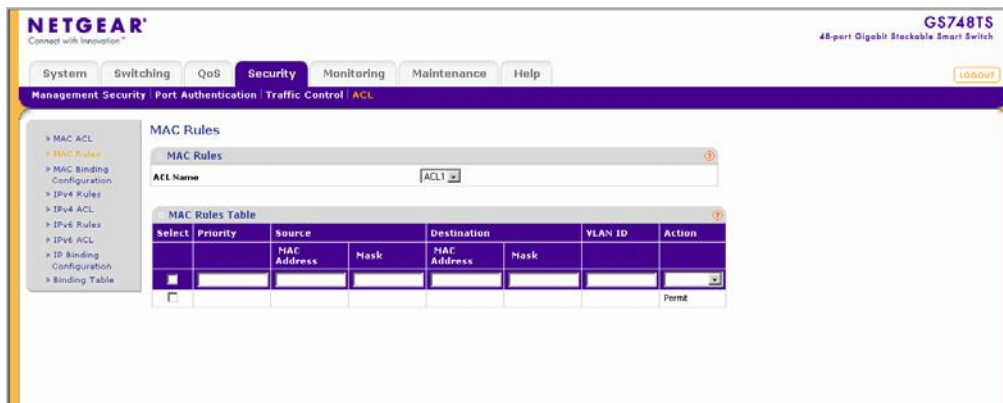 NETGEAR®
Connect with Innovation™
GS748TS
48-port Gigabit Stackable Smart Switch
System Switching QoS Security Monitoring Maintenance Help
LOGOUT
Management Security Port Authentication Traffic Control ACL
MAC ACL
MAC Rules
MAC Binding
Configuration
IPv4 Rules
IPv4 ACL
IPv6 Rules
IPv6 ACL
IP Binding
Configuration
Binding Table
MAC Rules
MAC Rules
ACL Name ACL1
MAC Rules Table
Select Priority Source Destination VLAN ID Action
MAC Address Mask MAC Address Mask
Permit